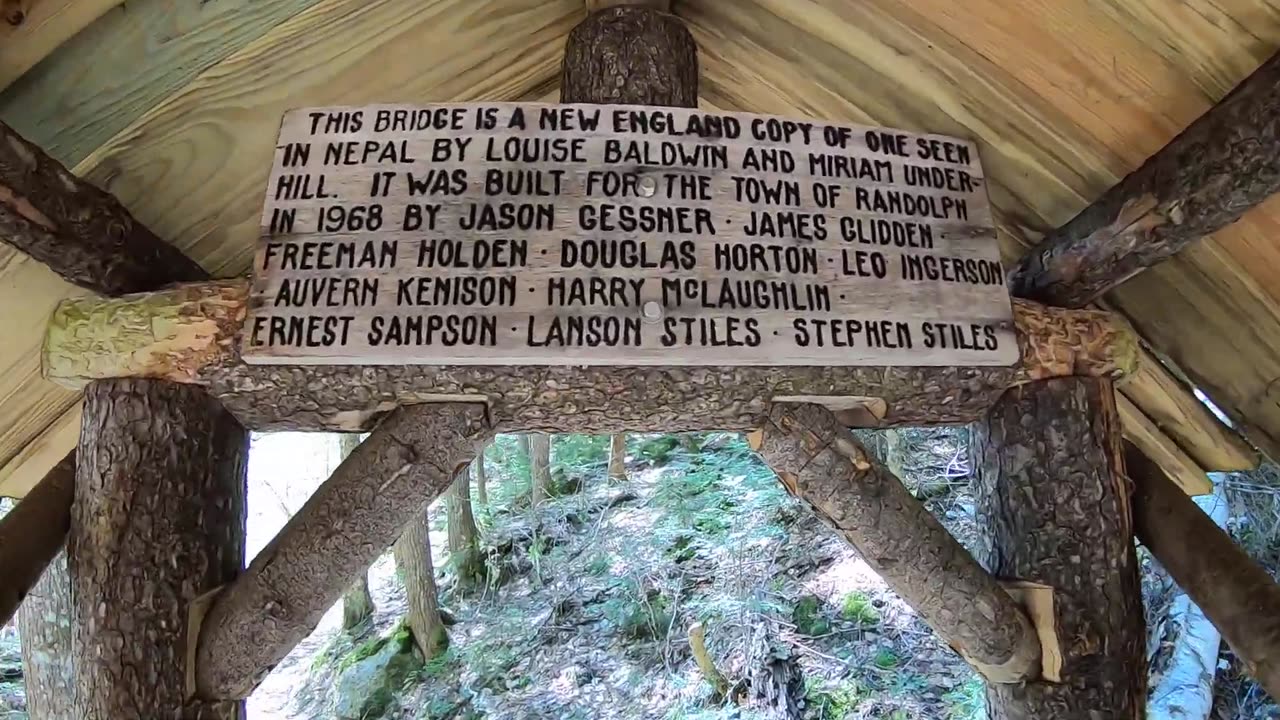 THIS BRIDGE IS A NEW ENGLAND COPY OF ONE SEEN
IN NEPAL BY LOUISE BALDWIN AND MIRIAM UNDER-
HILL. IT WAS BUILT FOR THE TOWN OF RANDOLPH
IN 1968 BY JASON GESSNER · JAMES GLIDDEN ·
FREEMAN HOLDEN · DOUGLAS HORTON · LEO INGERSON
AUVERN KENISON · HARRY McLAUGHLIN ·
ERNEST SAMPSON · LANSON STILES · STEPHEN STILES